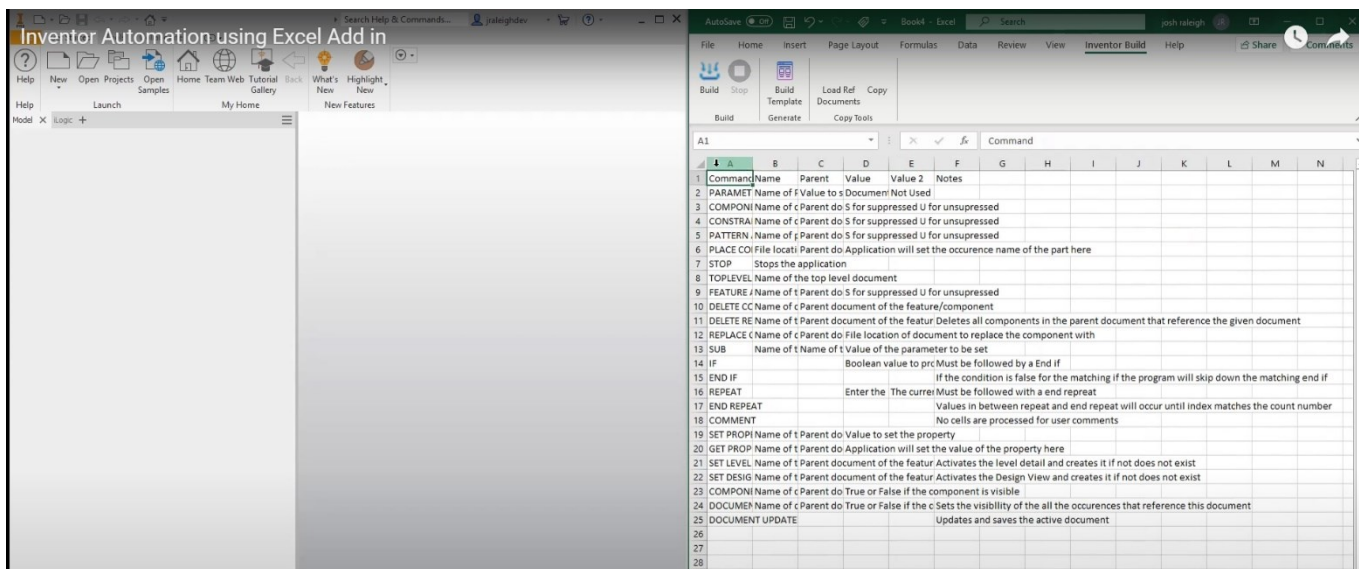 Search Help & Commands...
jraleighdev
Inventor Automation using Excel Add in
Help
New
Open
Projects
Open Samples
Home
Team Web
Tutorial Gallery
Back
What's New
Highlight New
Help
Launch
My Home
New Features
Model
iLogic
AutoSave
Off
Book4 - Excel
Search
josh raleigh
JR
File
Home
Insert
Page Layout
Formulas
Data
Review
View
Inventor Build
Help
Share
Comments
Build
Stop
Build Template
Load Ref Documents
Copy
Build
Generate
Copy Tools
A1
fx
Command
A B C D E F G H I J K L M N
1 Command Name Parent Value Value 2 Notes
2 PARAMET Name of F Value to s Document Not Used
3 COMPON Name of c Parent do S for suppressed U for unsupressed
4 CONSTRAI Name of c Parent do S for suppressed U for unsupressed
5 PATTERN Name of p Parent do S for suppressed U for unsupressed
6 PLACE CO File locati Parent do Application will set the occurence name of the part here
7 STOP Stops the application
8 TOPLEVEL Name of the top level document
9 FEATURE Name of t Parent do S for suppressed U for unsupressed
10 DELETE CC Name of c Parent document of the feature/component
11 DELETE RE Name of t Parent document of the featur Deletes all components in the parent document that reference the given document
12 REPLACE Name of c Parent do File location of document to replace the component with
13 SUB Name of t Name of t Value of the parameter to be set
14 IF Boolean value to pro Must be followed by a End if
15 END IF If the condition is false for the matching if the program will skip down the matching end if
16 REPEAT Enter the The curre Must be followed with a end repreat
17 END REPEAT Values in between repeat and end repeat will occur until index matches the count number
18 COMMENT No cells are processed for user comments
19 SET PROP Name of t Parent do Value to set the property
20 GET PROP Name of t Parent do Application will set the value of the property here
21 SET LEVEL Name of t Parent document of the featur Activates the level detail and creates it if not does not exist
22 SET DESIG Name of t Parent document of the featur Activates the Design View and creates it if not does not exist
23 COMPON Name of c Parent do True or False if the component is visible
24 DOCUMEN Name of c Parent do True or False if the c Sets the visibllity of the all the occurences that reference this document
25 DOCUMENT UPDATE Updates and saves the active document
26
27
28